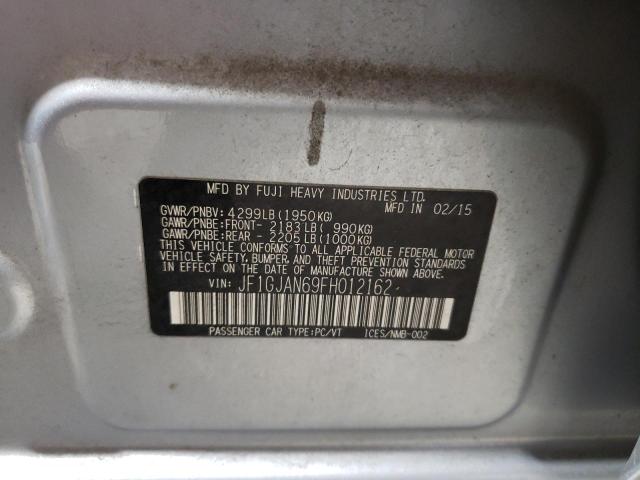 MFD BY FUJI HEAVY INDUSTRIES LTD.
MFD IN 02/15
GVWR/PNBV: 4299LB(1950KG)
GAWR/PNBE:FRONT- 2183LB( 990KG)
GAWR/PNBE:REAR - 2205LB(1000KG)
THIS VEHICLE CONFORMS TO ALL APPLICABLE FEDERAL MOTOR
VEHICLE SAFETY,BUMPER, AND THEFT PREVENTION STANDARDS
IN EFFECT ON THE DATE OF MANUFACTURE SHOWN ABOVE.
VIN: JF1GJAN69FH012162
PASSENGER CAR TYPE:PC/VT ICES/NMB-002